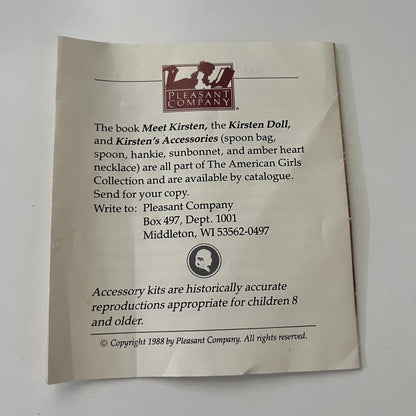 PLEASANT
COMPANY®
The book Meet Kirsten, the Kirsten Doll,
and Kirsten's Accessories (spoon bag,
spoon, hankie, sunbonnet, and amber heart
necklace) are all part of The American Girls
Collection and are available by catalogue.
Send for your copy.
Write to: Pleasant Company
Box 497, Dept. 1001
Middleton, WI 53562-0497
Accessory kits are historically accurate
reproductions appropriate for children 8
and older.
© Copyright 1988 by Pleasant Company. All rights reserved.